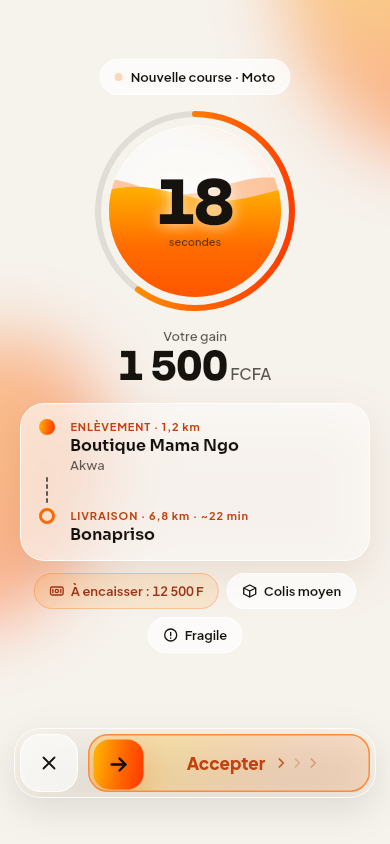 Nouvelle course · Moto
18
secondes
Votre gain
1 500 FCFA
ENLÈVEMENT · 1,2 km
Boutique Mama Ngo
Akwa
LIVRAISON · 6,8 km · ~22 min
Bonapriso
À encaisser : 12 500 F
Colis moyen
Fragile
Accepter